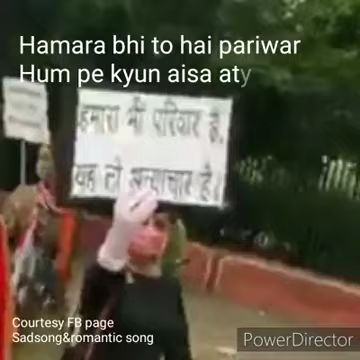 Hamara bhi to hai pariwar
Hum pe kyun aisa aty
हमारा भी परिवार है,
यह तो अत्याचार है।
Courtesy FB page
Sadsong&romantic song
PowerDirector